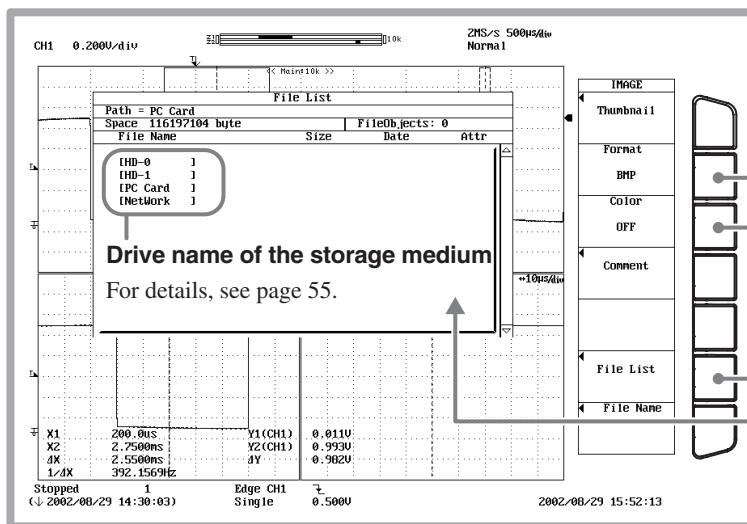 CH1 0.200V/div
Z1
Z2
10k
2MS/s 500µs/div
Normal
<< Main:10k >>
File List
Path = PC Card
Space 116197104 byte FileObjects: 0
File Name Size Date Attr
[HD-0 ]
[HD-1 ]
[PC Card ]
[NetWork ]
Drive name of the storage medium
For details, see page 55.
10µs/div
X1 200.0us Y1(CH1) 0.011V
X2 2.7500ms Y2(CH1) 0.993V
ΔX 2.5500ms ΔY 0.982V
1/ΔX 392.1569Hz
Stopped 1 Edge CH1
(↓ 2002/08/29 14:30:03) Single 0.500V 2002/08/29 15:52:13
IMAGE
Thumbnail
Format
BMP
Color
OFF
Comment
File List
File Name